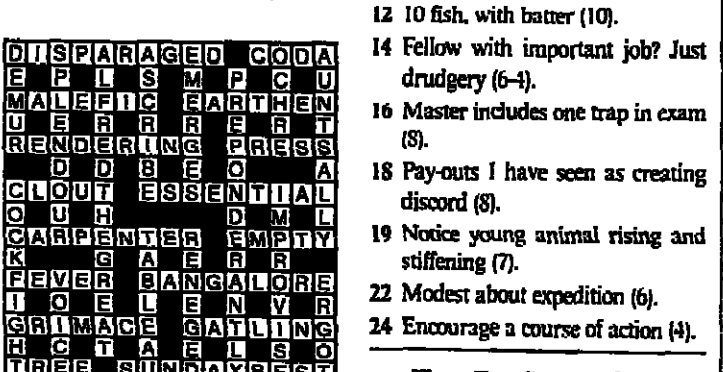 DISPARAGED CODA
E P L S M P C U
MALEFIC EARTHEN
U E R R R E R T
RENDERING PRESS
D D B E O A
CLOUT ESSENTIAL
O U H D M L
CARPENTER EMPTY
K G A E R R
FEVER BANGALORE
I O E L E N V R
GRIMACE GATLING
H C T A E L S O
TREE SUNDAYBEST
12 10 fish, with batter (10).
14 Fellow with important job? Just
drudgery (6-4).
16 Master includes one trap in exam
(8).
18 Pay-outs I have seen as creating
discord (8).
19 Notice young animal rising and
stiffening (7).
22 Modest about expedition (6).
24 Encourage a course of action (4).